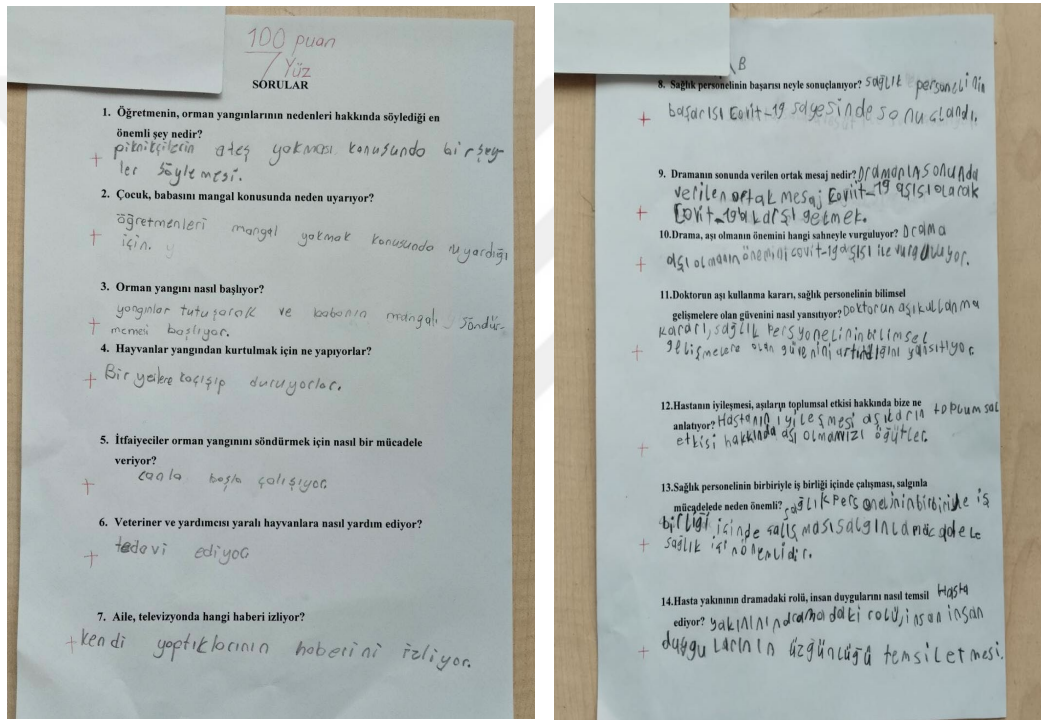 100 puan
Yüz
SORULAR
1. Öğretmenin, orman yangınlarının nedenleri hakkında söylediği en
önemli şey nedir?
+ piknikçilerin ateş yakması konusunda birşey-
ler söylemesi.
2. Çocuk, babasını mangal konusunda neden uyarıyor?
öğretmenleri mangal yakmak konusunda uyardığı
+ için.
3. Orman yangını nasıl başlıyor?
yangınlar tutuşarak ve babanın mangalı söndür-
+ memesi başlıyor.
4. Hayvanlar yangından kurtulmak için ne yapıyorlar?
+ Bir yerlere kaçışıp duruyorlar.
5. İtfaiyeciler orman yangınını söndürmek için nasıl bir mücadele
veriyor?
+ canla başla çalışıyor.
6. Veteriner ve yardımcısı yaralı hayvanlara nasıl yardım ediyor?
+ tedavi ediyor
7. Aile, televizyonda hangi haberi izliyor?
+ kendi yaptıklarının haberini izliyor.
B
8. Sağlık personelinin başarısı neyle sonuçlanıyor? sağlık personelinin
+ başarısı Covit-19 sayesinde sonuclandı.
9. Dramanın sonunda verilen ortak mesaj nedir? Dramanın sonunda
verilen ortak mesaj Coviit-19 aşısı olarak
+ Covit-19'a karşı gelmek.
10.Drama, aşı olmanın önemini hangi sahneyle vurguluyor? Drama
+ aşı olmanın önemini covit-19 aşısı ile vurguluyor.
11.Doktorun aşı kullanma kararı, sağlık personelinin bilimsel
gelişmelere olan güvenini nasıl yansıtıyor? Doktorun aşı kullanma
kararı, sağlık persyonelinin bilimsel
+ gelişmelere olan güvenini artırdığını yansıtıyor.
12.Hastanın iyileşmesi, aşıların toplumsal etkisi hakkında bize ne
anlatıyor? Hastanın iyileşmesi aşıların toplumsal
+ etkisi hakkında aşı olmamızı öğütler.
13.Sağlık personelinin birbiriyle iş birliği içinde çalışması, salgınla
mücadelede neden önemli? sağlık personelinin birbirile iş
birliği içinde çalışması salgınla mücadele
+ sağlık için önemlidir.
14.Hasta yakınının dramadaki rolü, insan duygularını nasıl temsil Hasta
ediyor? yakınının dramadaki rolü, insan insan
+ duygularının üzgünlüğü temsil etmesi.